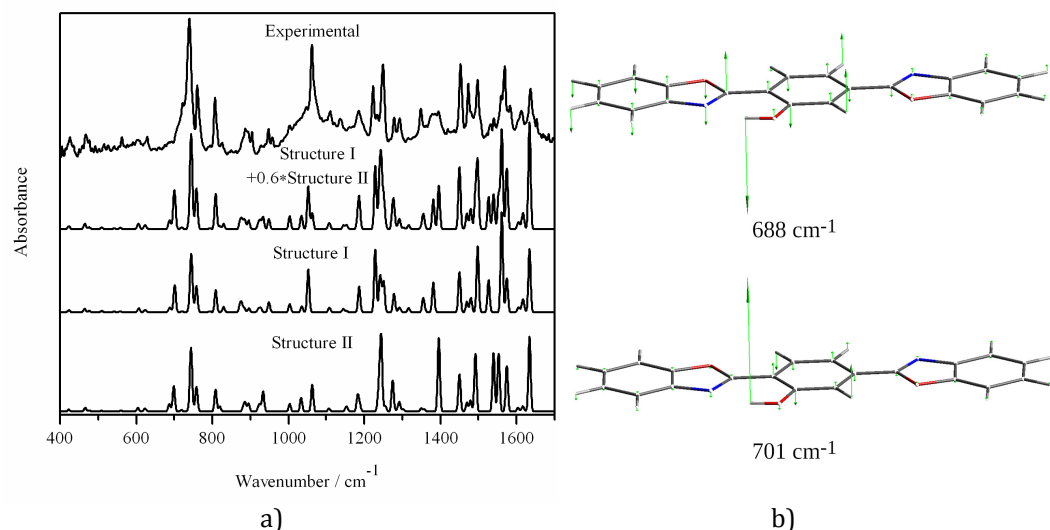 Experimental
Structure I
+0.6*Structure II
Structure I
Structure II
Absorbance
400 600 800 1000 1200 1400 1600
Wavenumber / cm-1
a)
688 cm-1
701 cm-1
b)